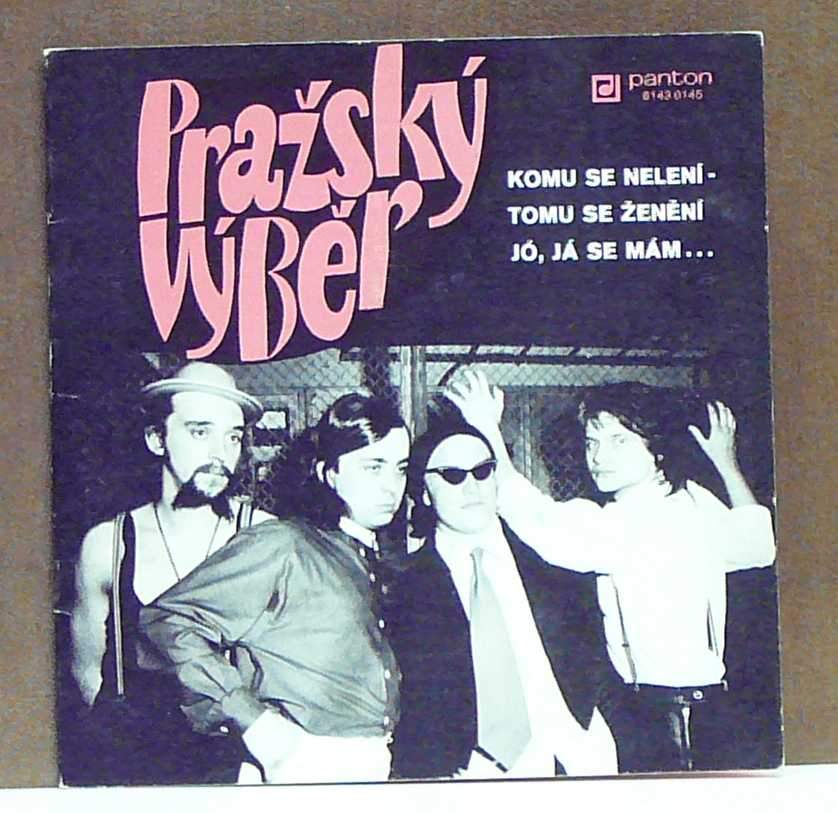 Pražský
výběr
panton
8143 0145
KOMU SE NELENÍ -
TOMU SE ŽENĚNÍ
JÓ, JÁ SE MÁM...